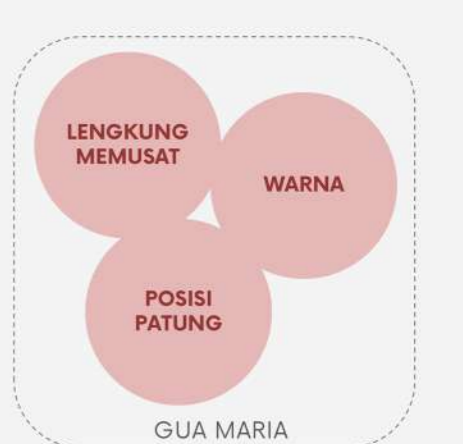 LENGKUNG
MEMUSAT
WARNA
POSISI
PATUNG
GUA MARIA